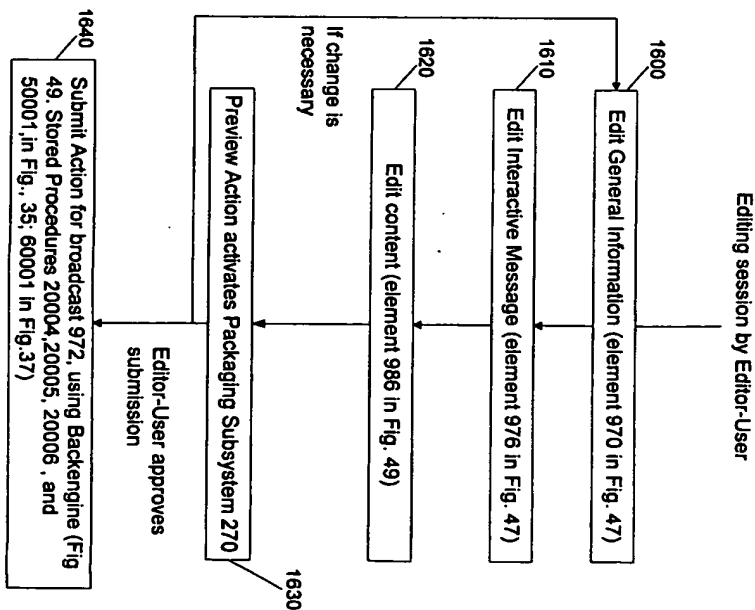 Editing session by Editor-User
1600
Edit General Information (element 970 in Fig. 47)
1610
Edit Interactive Message (element 976 in Fig. 47)
1620
Edit content (element 986 in Fig. 49)
If change is
necessary
Preview Action activates Packaging Subsystem 270
1630
Editor-User approves
submission
1640
Submit Action for broadcast 972, using Backengine (Fig
49. Stored Procedures 20004,20005, 20006 , and
50001,in Fig., 35; 60001 in Fig.37)